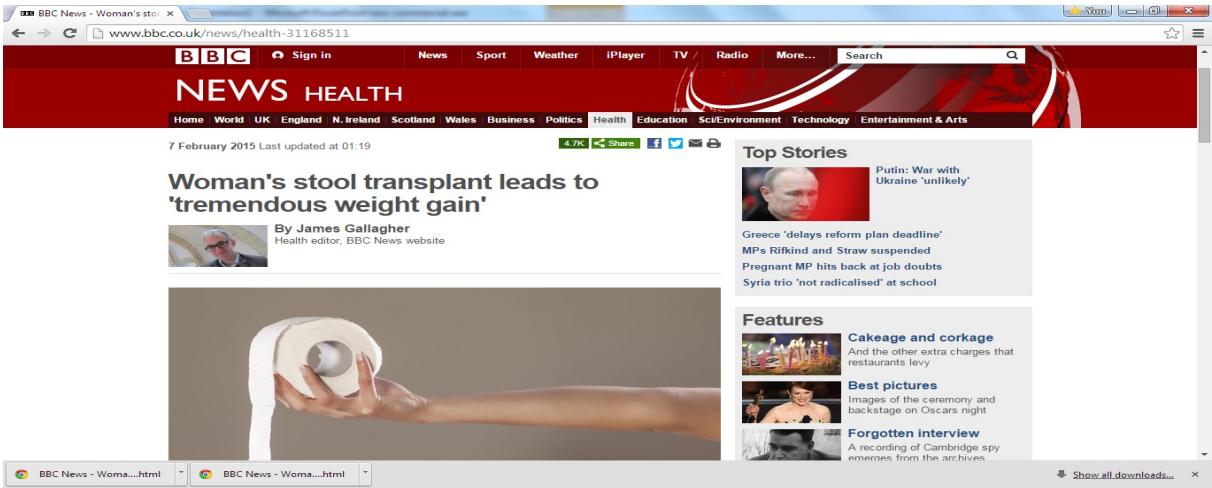 BBC News - Woman's sto
You
www.bbc.co.uk/news/health-31168511
BBC Sign in News Sport Weather iPlayer TV Radio More... Search
NEWS HEALTH
Home World UK England N. Ireland Scotland Wales Business Politics Health Education Sci/Environment Technology Entertainment & Arts
7 February 2015 Last updated at 01:19
4.7K Share
Woman's stool transplant leads to
'tremendous weight gain'
By James Gallagher
Health editor, BBC News website
Top Stories
Putin: War with
Ukraine 'unlikely'
Greece 'delays reform plan deadline'
MPs Rifkind and Straw suspended
Pregnant MP hits back at job doubts
Syria trio 'not radicalised' at school
Features
Cakeage and corkage
And the other extra charges that
restaurants levy
Best pictures
Images of the ceremony and
backstage on Oscars night
Forgotten interview
A recording of Cambridge spy
emerges from the archives
BBC News - Woma....html
BBC News - Woma....html
Show all downloads...